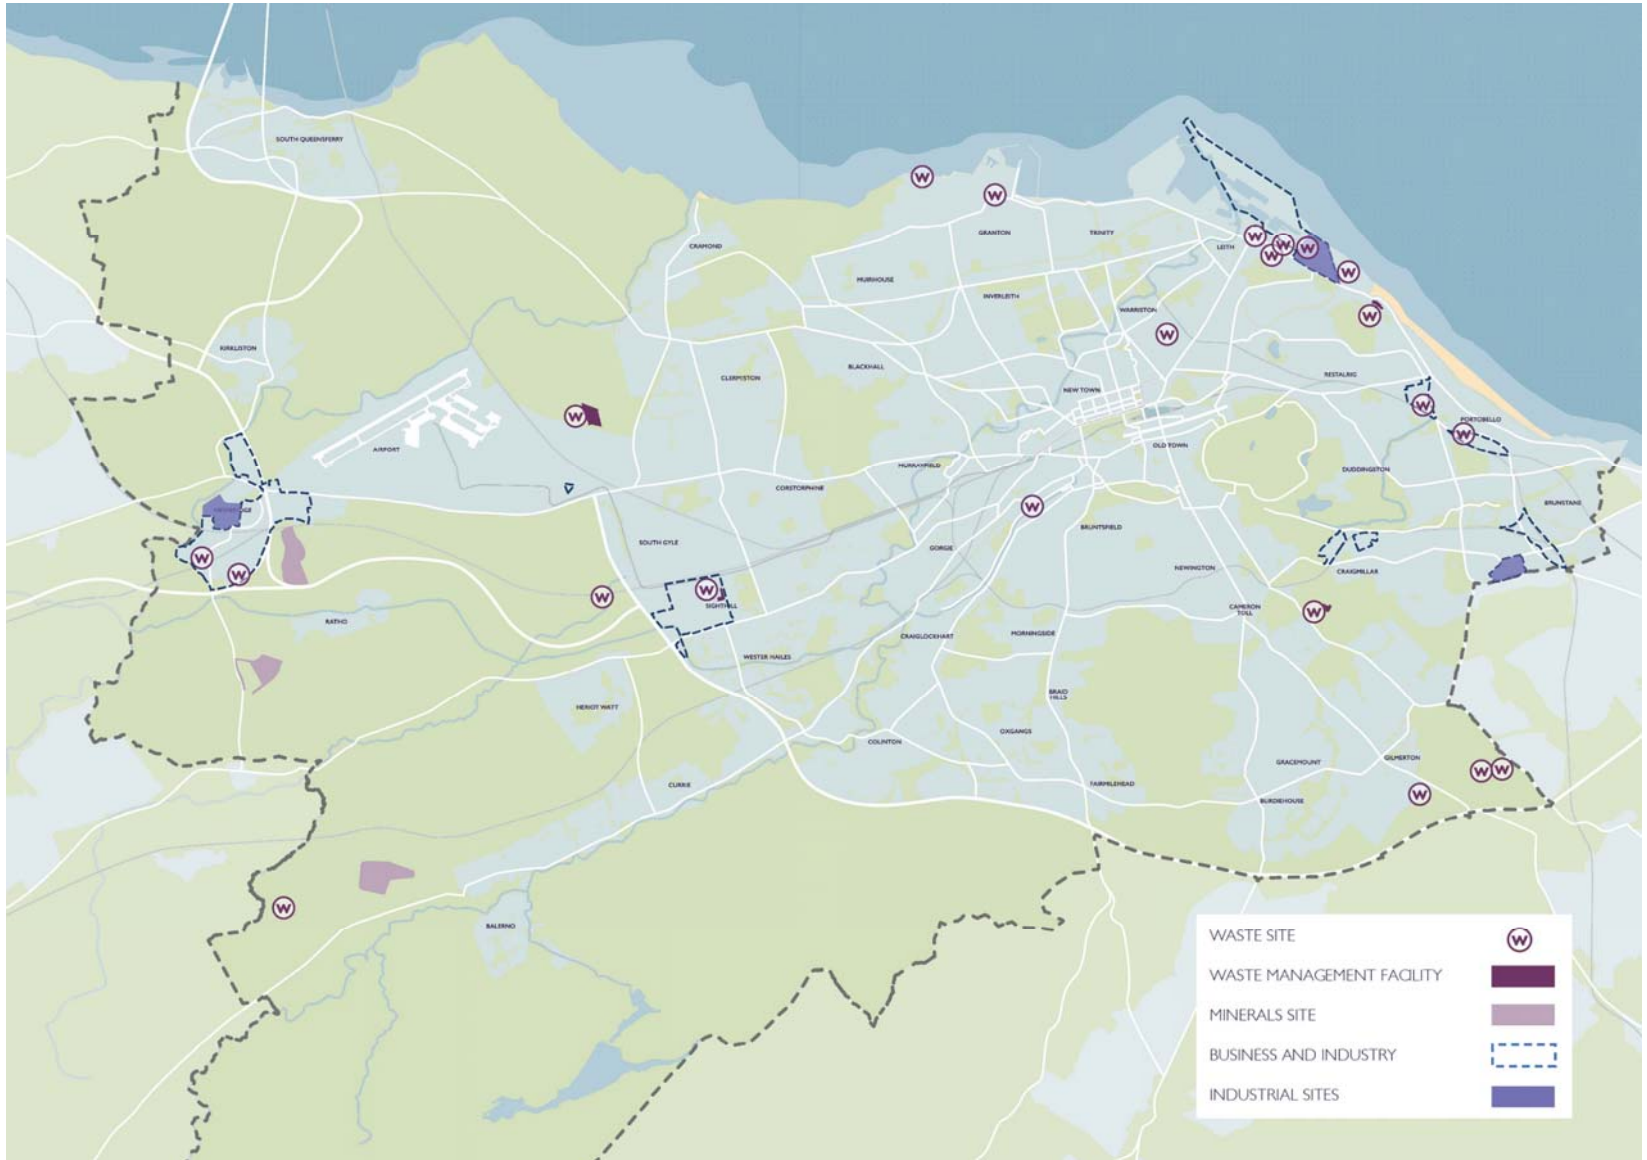 SOUTH QUEENSFERRY
CRAMOND
GRANTON
TRINITY
LEITH
MUIRHOUSE
INVERLEITH
WARRISTON
KIRKLISTON
CLERMISTON
BLACKHALL
RESTALRIG
NEW TOWN
PORTOBELLO
AIRPORT
OLD TOWN
MURRAYFIELD
DUDDINGSTON
CORSTORPHINE
BRUNSTANE
BRUNTSFIELD
SOUTH GYLE
GORGIE
NEWINGTON
CRAIGMILLAR
SIGHTHILL
CAMERON
TOLL
RATHO
CRAIGLOCKHART
MORNINGSIDE
WESTER HAILES
BRAID
HILLS
HERIOT WATT
OXGANGS
COLINTON
GRACEMOUNT
GILMERTON
CURRIE
FAIRMILEHEAD
BURDIEHOUSE
BALERNO
WASTE SITE W
WASTE MANAGEMENT FACILITY
MINERALS SITE
BUSINESS AND INDUSTRY
INDUSTRIAL SITES